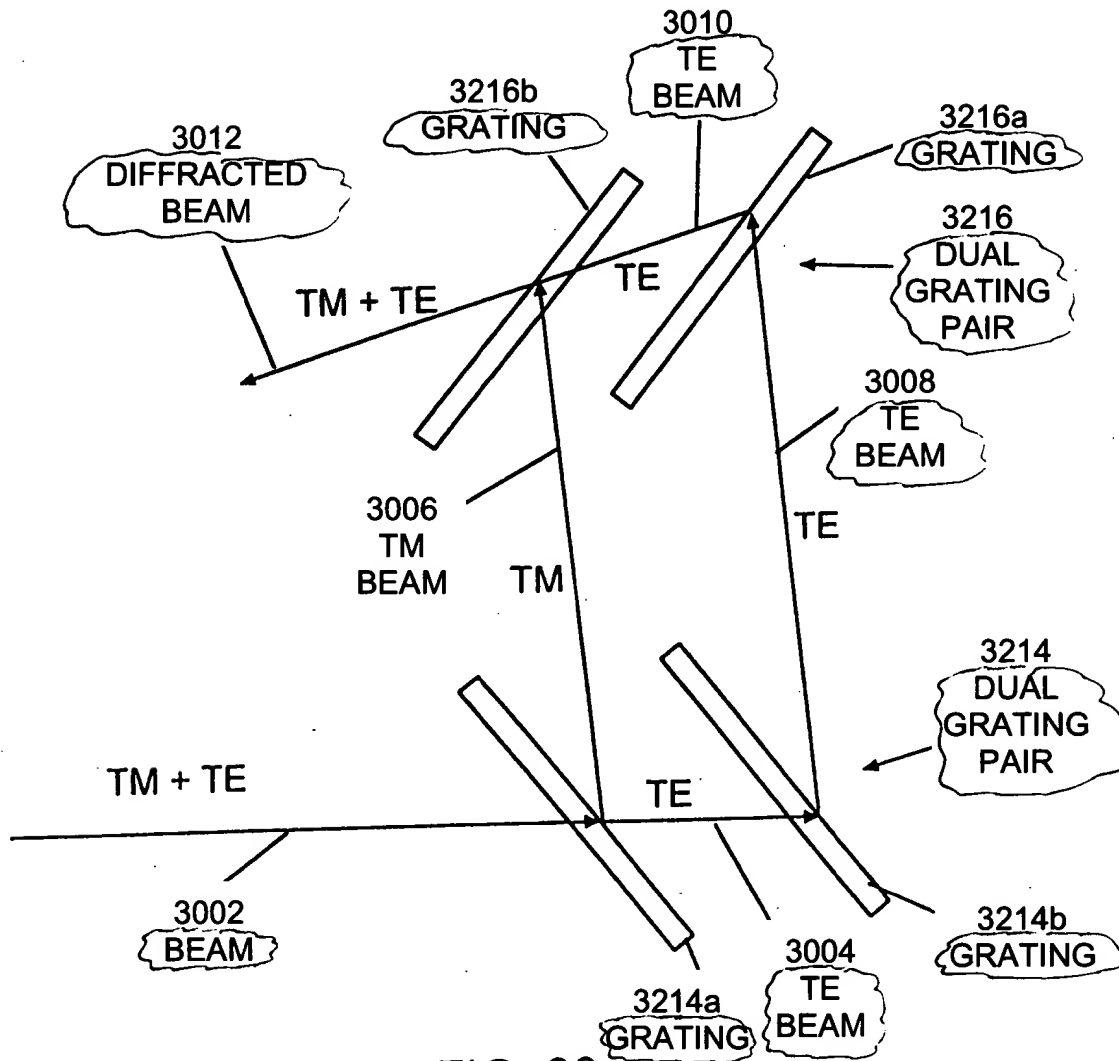 3010
TE
BEAM
3216b
GRATING
3216a
GRATING
3012
DIFFRACTED
BEAM
3216
DUAL
GRATING
PAIR
TM + TE
TE
3008
TE
BEAM
3006
TM
BEAM
TM
TE
3214
DUAL
GRATING
PAIR
TM + TE
TE
3002
BEAM
3214b
GRATING
3004
TE
BEAM
3214a
GRATING